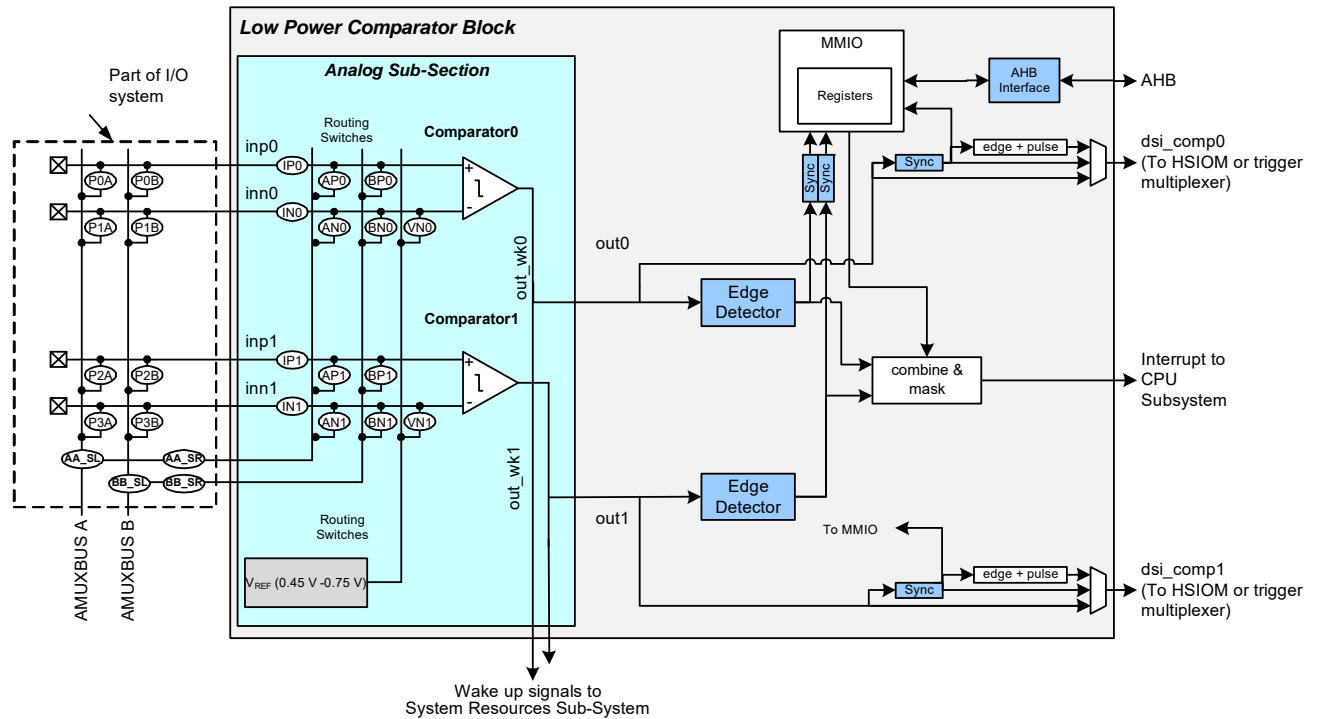 Low Power Comparator Block
Analog Sub-Section
Part of I/O
system
MMIO
Registers
AHB
Interface
AHB
Routing
Switches
Comparator0
inp0
IP0
P0A
P0B
AP0
BP0
+
inn0
IN0
-
P1A
P1B
AN0
BN0
VN0
Sync
Sync
Sync
edge + pulse
dsi_comp0
(To HSIOM or trigger
multiplexer)
out_wk0
out0
Edge
Detector
Comparator1
inp1
IP1
P2A
P2B
AP1
BP1
+
inn1
IN1
-
P3A
P3B
AN1
BN1
VN1
combine &
mask
Interrupt to
CPU
Subsystem
AA_SL
AA_SR
BB_SL
BB_SR
out_wk1
out1
Edge
Detector
AMUXBUS A
AMUXBUS B
Routing
Switches
VREF (0.45 V -0.75 V)
To MMIO
Sync
edge + pulse
dsi_comp1
(To HSIOM or trigger
multiplexer)
Wake up signals to
System Resources Sub-System